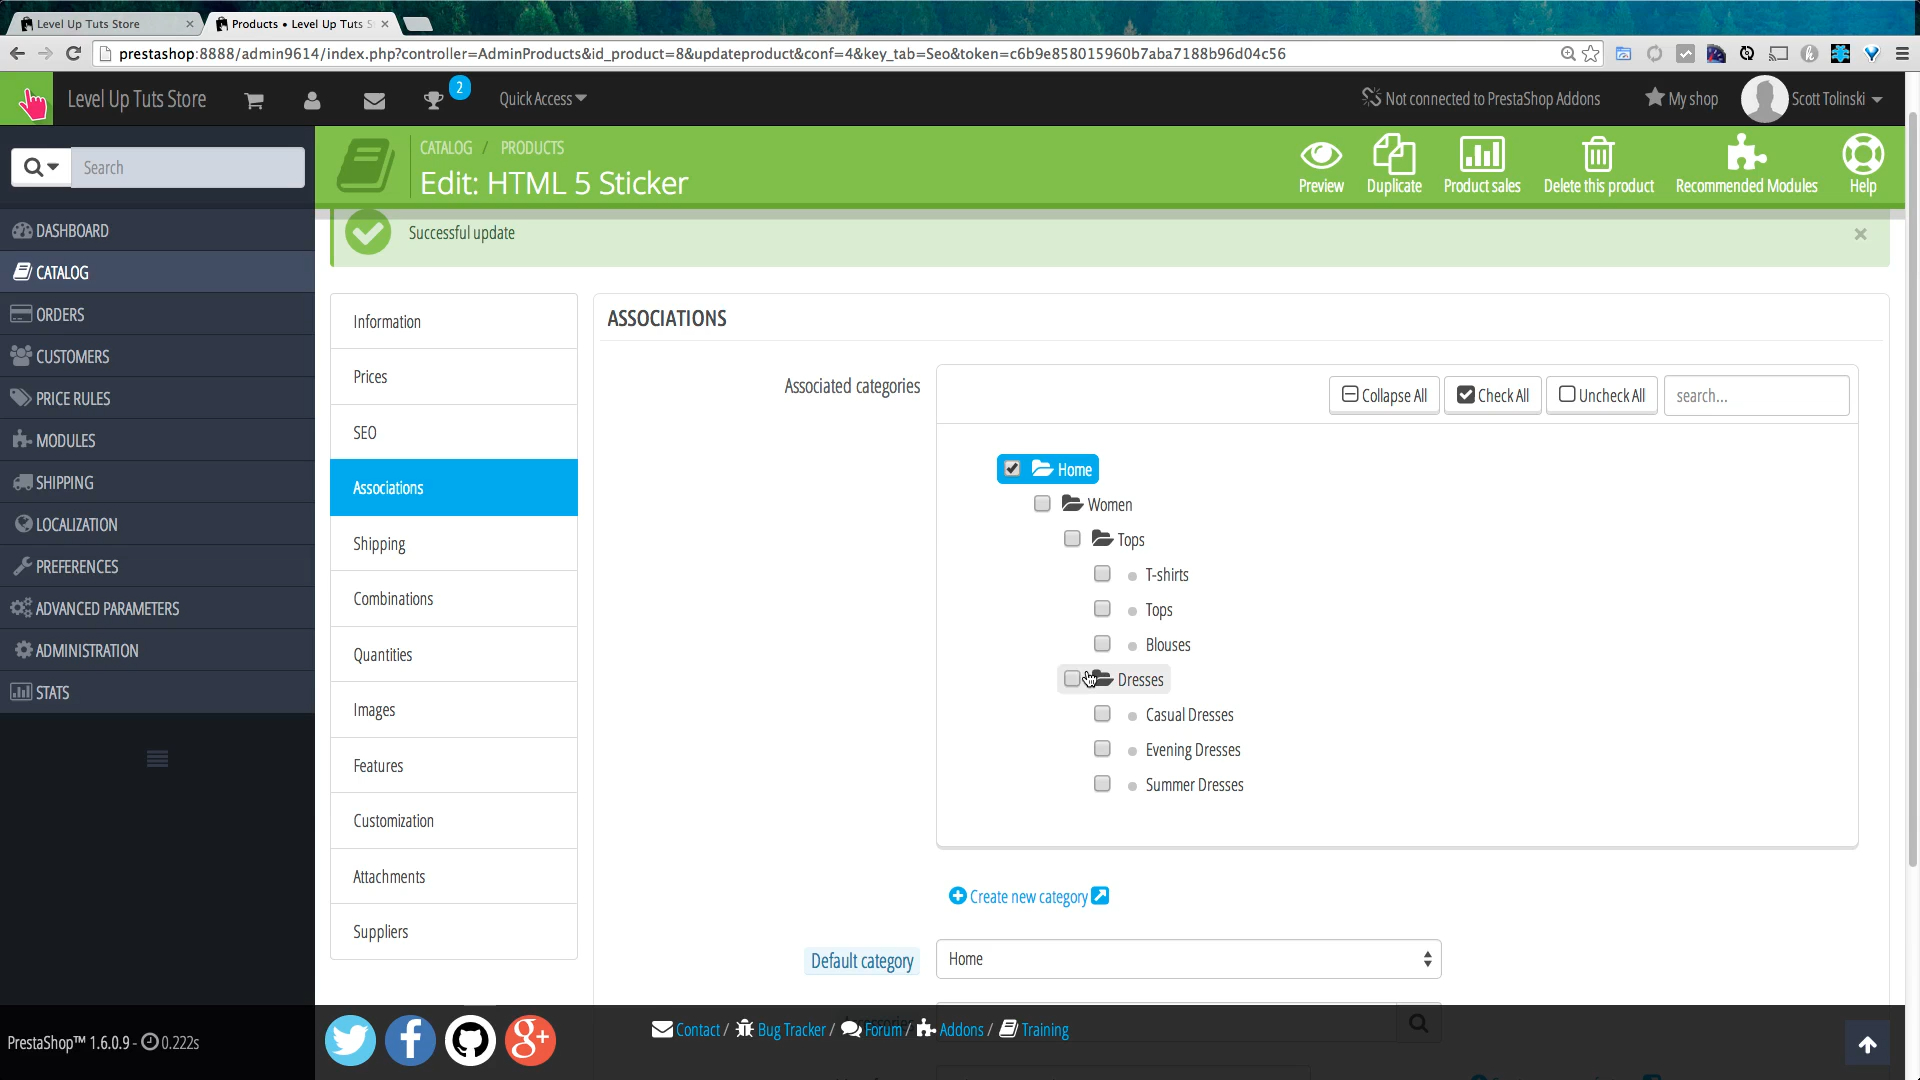 Level Up Tuts Store
Products • Level Up Tuts S
prestashop:8888/admin9614/index.php?controller=AdminProducts&id_product=8&updateproduct&conf=4&key_tab=Seo&token=c6b9e858015960b7aba7188b96d04c56
Level Up Tuts Store
2
Quick Access
Not connected to PrestaShop Addons
My shop
Scott Tolinski
Search
CATALOG / PRODUCTS
Edit: HTML 5 Sticker
Preview
Duplicate
Product sales
Delete this product
Recommended Modules
Help
DASHBOARD
CATALOG
ORDERS
CUSTOMERS
PRICE RULES
MODULES
SHIPPING
LOCALIZATION
PREFERENCES
ADVANCED PARAMETERS
ADMINISTRATION
STATS
Successful update
Information
Prices
SEO
Associations
Shipping
Combinations
Quantities
Images
Features
Customization
Attachments
Suppliers
ASSOCIATIONS
Associated categories
Collapse All
Check All
Uncheck All
search...
Home
Women
Tops
T-shirts
Tops
Blouses
Dresses
Casual Dresses
Evening Dresses
Summer Dresses
Create new category
Default category
Home
PrestaShop™ 1.6.0.9 - 0.222s
Contact / Bug Tracker / Forum / Addons / Training